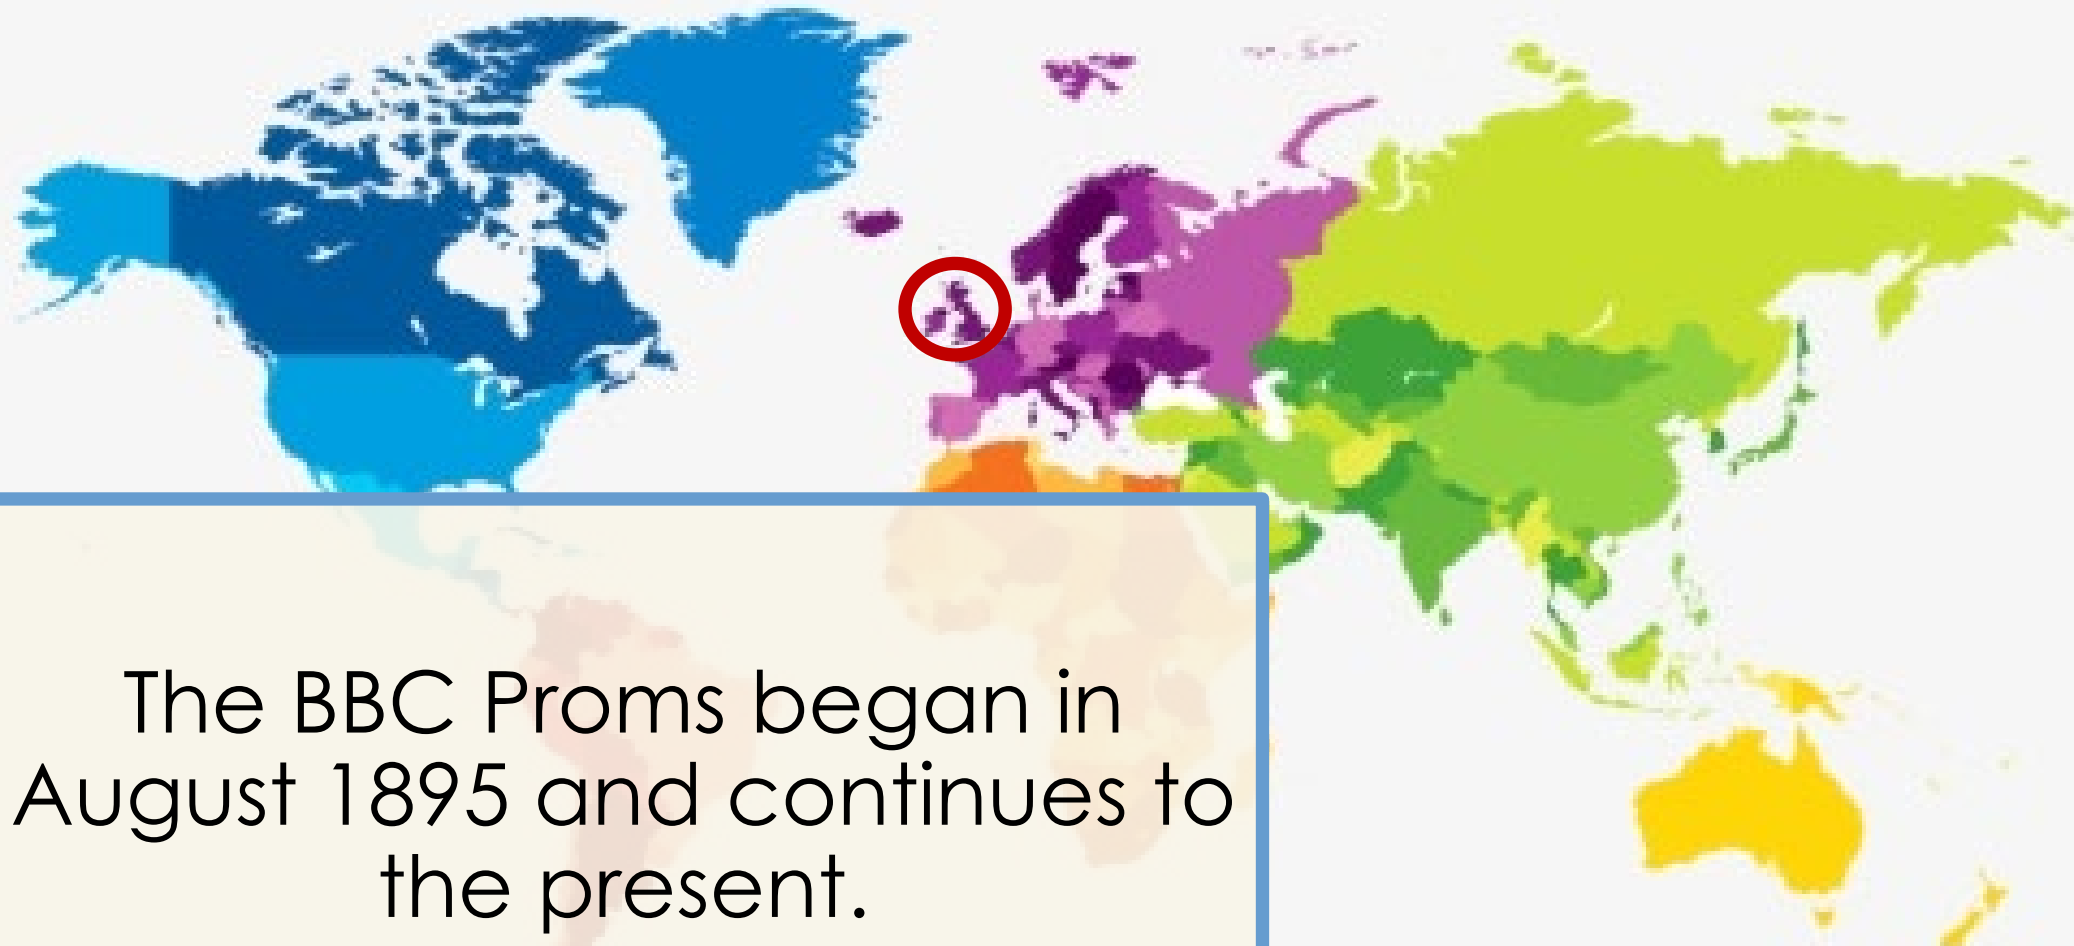 The BBC Proms began in
August 1895 and continues to
the present.